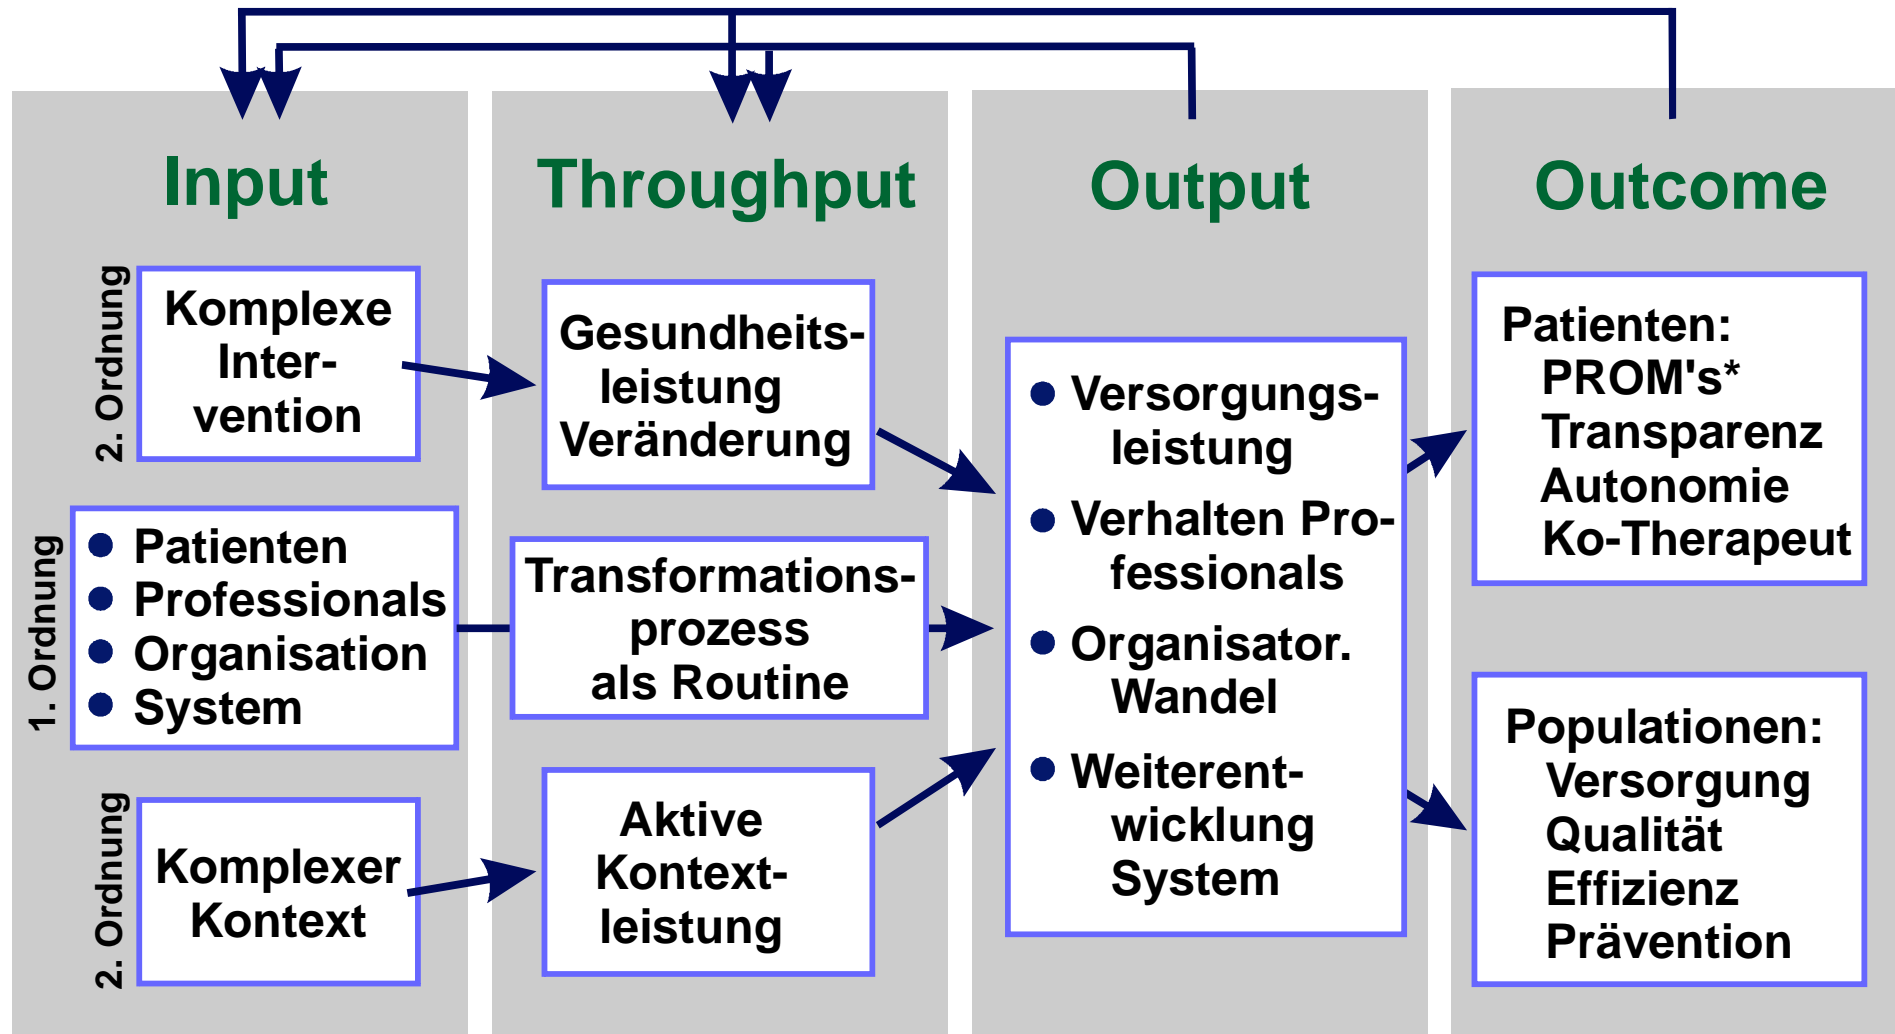 Input
2. Ordnung
Komplexe
Inter-
vention
1. Ordnung
Patienten
Professionals
Organisation
System
2. Ordnung
Komplexer
Kontext
Throughput
Gesundheits-
leistung
Veränderung
Transformations-
prozess
als Routine
Aktive
Kontext-
leistung
Output
Versorgungs-
leistung
Verhalten Pro-
fessionals
Organisator.
Wandel
Weiterent-
wicklung
System
Outcome
Patienten:
PROM's*
Transparenz
Autonomie
Ko-Therapeut
Populationen:
Versorgung
Qualität
Effizienz
Prävention